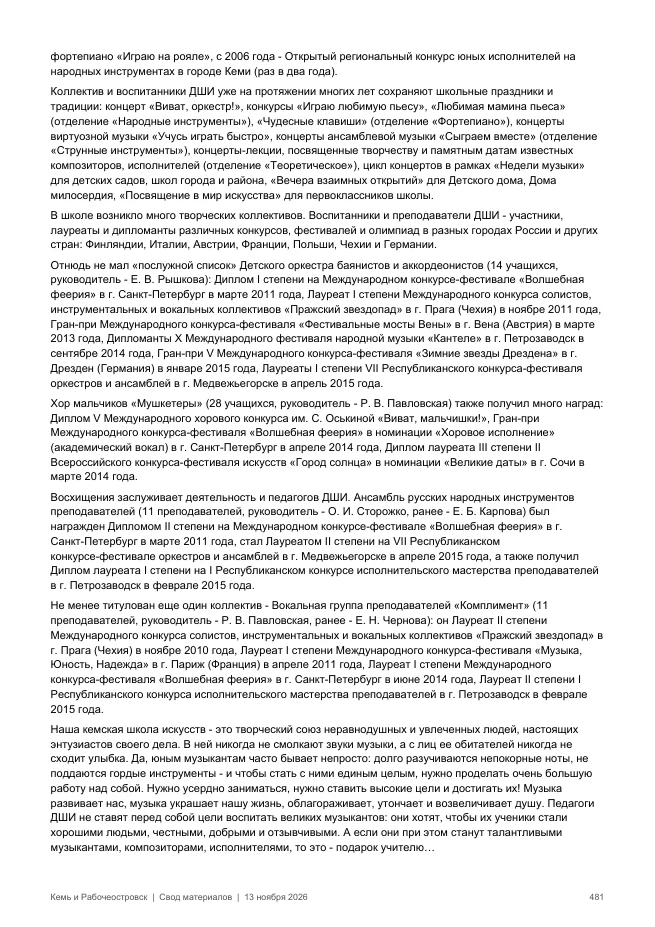 фортепиано «Играю на рояле», с 2006 года - Открытый региональный конкурс юных исполнителей на
народных инструментах в городе Кеми (раз в два года).
Коллектив и воспитанники ДШИ уже на протяжении многих лет сохраняют школьные праздники и
традиции: концерт «Виват, оркестр!», конкурсы «Играю любимую пьесу», «Любимая мамина пьеса»
(отделение «Народные инструменты»), «Чудесные клавиши» (отделение «Фортепиано»), концерты
виртуозной музыки «Учусь играть быстро», концерты ансамблевой музыки «Сыграем вместе» (отделение
«Струнные инструменты»), концерты-лекции, посвященные творчеству и памятным датам известных
композиторов, исполнителей (отделение «Теоретическое»), цикл концертов в рамках «Недели музыки»
для детских садов, школ города и района, «Вечера взаимных открытий» для Детского дома, Дома
милосердия, «Посвящение в мир искусства» для первоклассников школы.
В школе возникло много творческих коллективов. Воспитанники и преподаватели ДШИ - участники,
лауреаты и дипломанты различных конкурсов, фестивалей и олимпиад в разных городах России и других
стран: Финляндии, Италии, Австрии, Франции, Польши, Чехии и Германии.
Отнюдь не мал «послужной список» Детского оркестра баянистов и аккордеонистов (14 учащихся,
руководитель - Е. В. Рышкова): Диплом I степени на Международном конкурсе-фестивале «Волшебная
феерия» в г. Санкт-Петербург в марте 2011 года, Лауреат I степени Международного конкурса солистов,
инструментальных и вокальных коллективов «Пражский звездопад» в г. Прага (Чехия) в ноябре 2011 года,
Гран-при Международного конкурса-фестиваля «Фестивальные мосты Вены» в г. Вена (Австрия) в марте
2013 года, Дипломанты X Международного фестиваля народной музыки «Кантеле» в г. Петрозаводск в
сентябре 2014 года, Гран-при V Международного конкурса-фестиваля «Зимние звезды Дрездена» в г.
Дрезден (Германия) в январе 2015 года, Лауреаты I степени VII Республиканского конкурса-фестиваля
оркестров и ансамблей в г. Медвежьегорске в апрель 2015 года.
Хор мальчиков «Мушкетеры» (28 учащихся, руководитель - Р. В. Павловская) также получил много наград:
Диплом V Международного хорового конкурса им. С. Оськиной «Виват, мальчишки!», Гран-при
Международного конкурса-фестиваля «Волшебная феерия» в номинации «Хоровое исполнение»
(академический вокал) в г. Санкт-Петербург в апреле 2014 года, Диплом лауреата III степени II
Всероссийского конкурса-фестиваля искусств «Город солнца» в номинации «Великие даты» в г. Сочи в
марте 2014 года.
Восхищения заслуживает деятельность и педагогов ДШИ. Ансамбль русских народных инструментов
преподавателей (11 преподавателей, руководитель - О. И. Сторожко, ранее - Е. Б. Карпова) был
награжден Дипломом II степени на Международном конкурсе-фестивале «Волшебная феерия» в г.
Санкт-Петербург в марте 2011 года, стал Лауреатом II степени на VII Республиканском
конкурсе-фестивале оркестров и ансамблей в г. Медвежьегорске в апреле 2015 года, а также получил
Диплом лауреата I степени на I Республиканском конкурсе исполнительского мастерства преподавателей
в г. Петрозаводск в феврале 2015 года.
Не менее титулован еще один коллектив - Вокальная группа преподавателей «Комплимент» (11
преподавателей, руководитель - Р. В. Павловская, ранее - Е. Н. Чернова): он Лауреат II степени
Международного конкурса солистов, инструментальных и вокальных коллективов «Пражский звездопад» в
г. Прага (Чехия) в ноябре 2010 года, Лауреат I степени Международного конкурса-фестиваля «Музыка,
Юность, Надежда» в г. Париж (Франция) в апреле 2011 года, Лауреат I степени Международного
конкурса-фестиваля «Волшебная феерия» в г. Санкт-Петербург в июне 2014 года, Лауреат II степени I
Республиканского конкурса исполнительского мастерства преподавателей в г. Петрозаводск в феврале
2015 года.
Наша кемская школа искусств - это творческий союз неравнодушных и увлеченных людей, настоящих
энтузиастов своего дела. В ней никогда не смолкают звуки музыки, а с лиц ее обитателей никогда не
сходит улыбка. Да, юным музыкантам часто бывает непросто: долго разучиваются непокорные ноты, не
поддаются гордые инструменты - и чтобы стать с ними единым целым, нужно проделать очень большую
работу над собой. Нужно усердно заниматься, нужно ставить высокие цели и достигать их! Музыка
развивает нас, музыка украшает нашу жизнь, облагораживает, утончает и возвеличивает душу. Педагоги
ДШИ не ставят перед собой цели воспитать великих музыкантов: они хотят, чтобы их ученики стали
хорошими людьми, честными, добрыми и отзывчивыми. А если они при этом станут талантливыми
музыкантами, композиторами, исполнителями, то это - подарок учителю…
Кемь и Рабочеостровск | Свод материалов | 13 ноября 2026 481